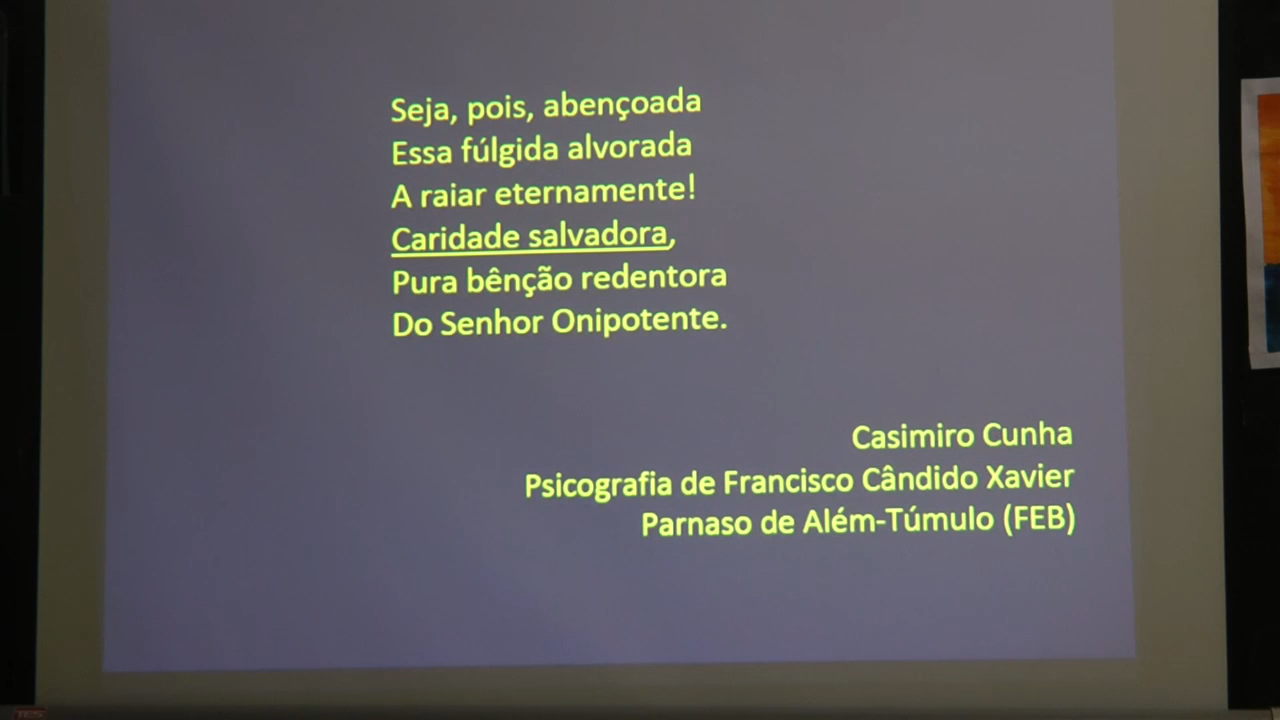 Seja, pois, abençoada
Essa fúlgida alvorada
A raiar eternamente!
Caridade salvadora,
Pura bênção redentora
Do Senhor Onipotente.
Casimiro Cunha
Psicografia de Francisco Cândido Xavier
Parnaso de Além-Túmulo (FEB)